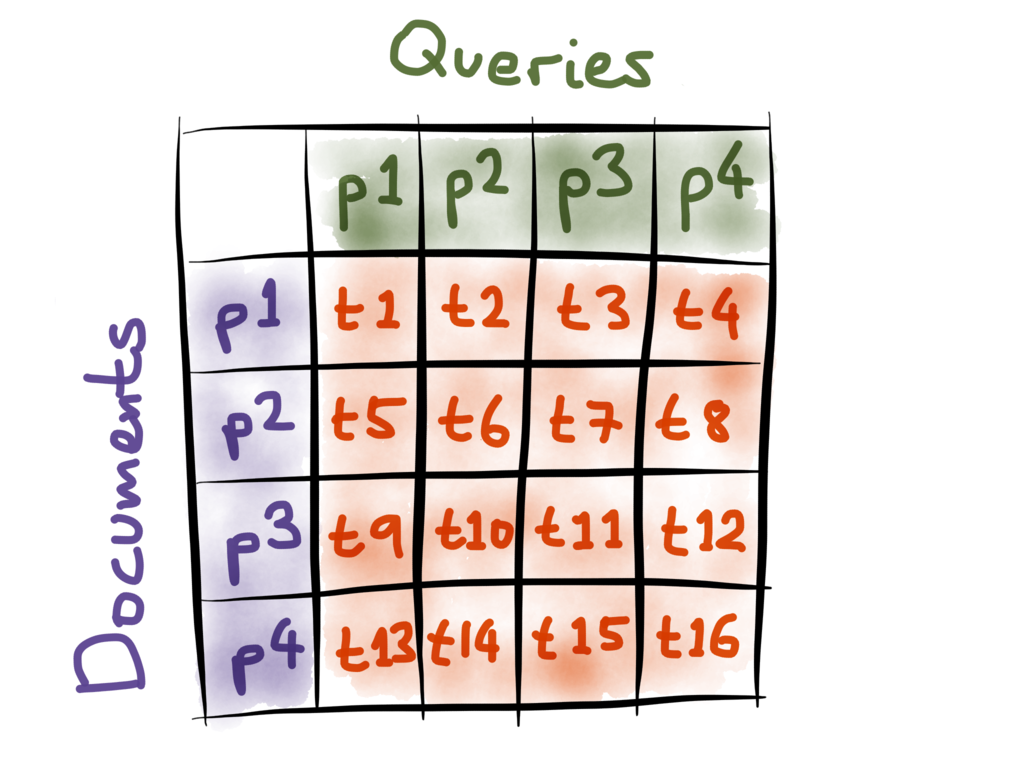 Queries
p1 p2 p3 p4
Documents
p1 t1 t2 t3 t4
p2 t5 t6 t7 t8
p3 t9 t10 t11 t12
p4 t13 t14 t15 t16